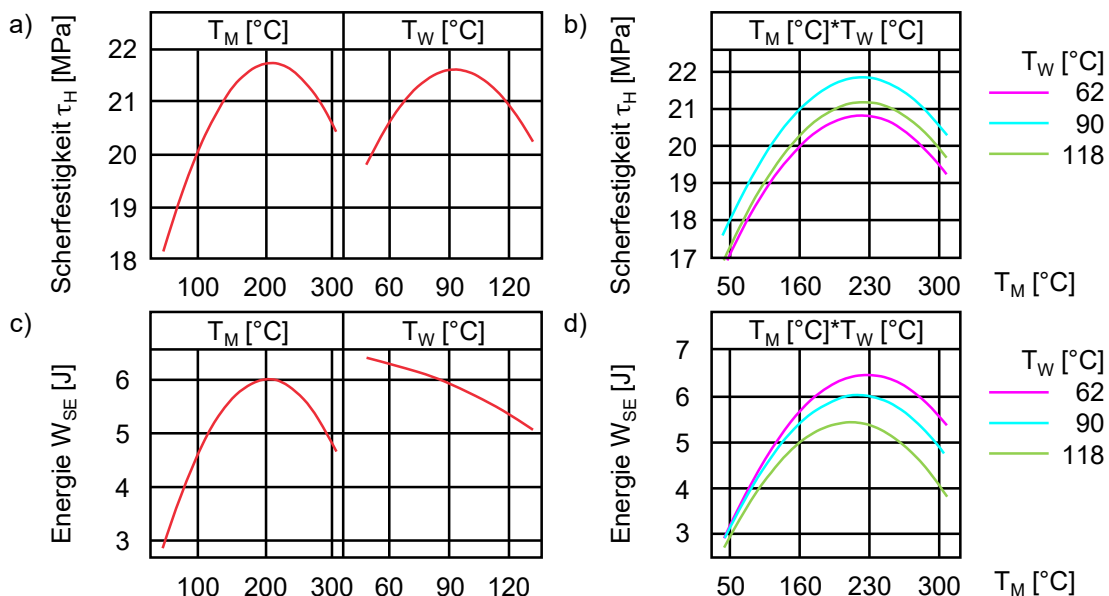 a)
T_M [°C]
T_W [°C]
Scherfestigkeit τ_H [MPa]
22
21
20
19
18
100 200 300 60 90 120
b)
T_M [°C]*T_W [°C]
Scherfestigkeit τ_H [MPa]
22
21
20
19
18
17
50 160 230 300
T_M [°C]
T_W [°C]
62
90
118
c)
T_M [°C]
T_W [°C]
Energie W_SE [J]
6
5
4
3
100 200 300 60 90 120
d)
T_M [°C]*T_W [°C]
Energie W_SE [J]
7
6
5
4
3
50 160 230 300
T_M [°C]
T_W [°C]
62
90
118